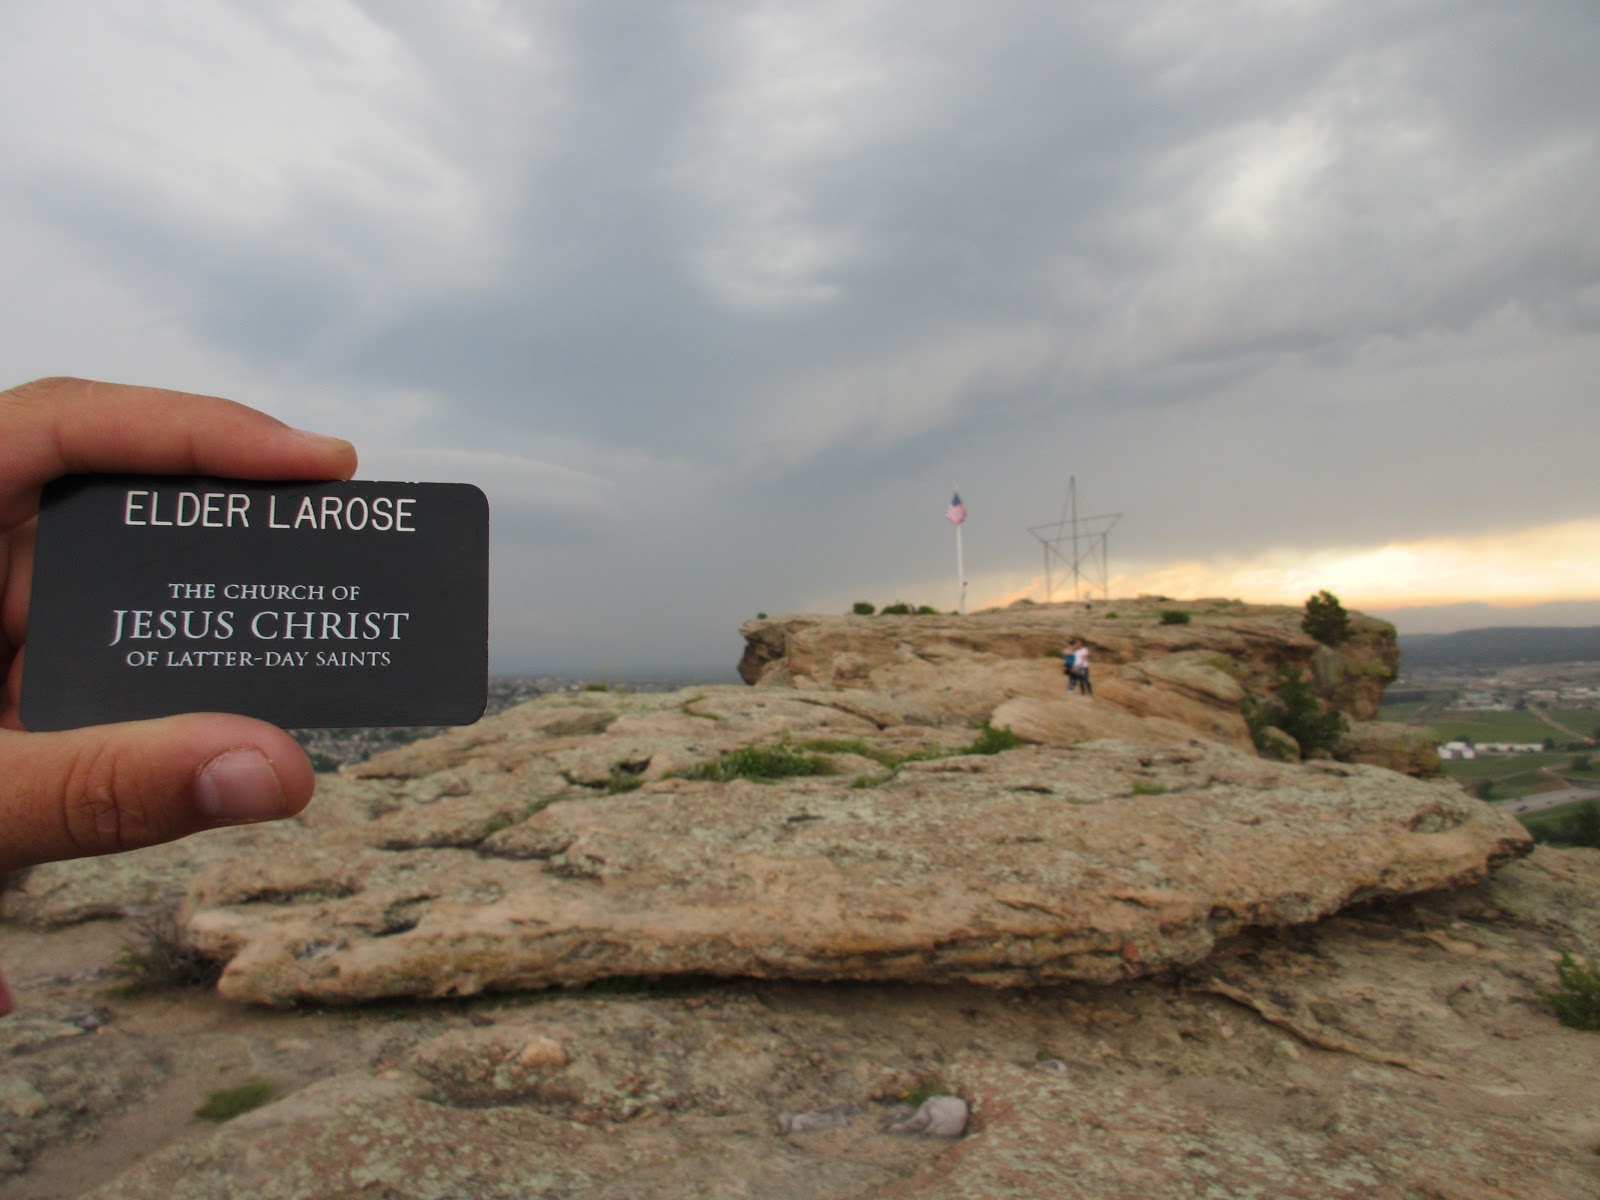 ELDER LAROSE
THE CHURCH OF
JESUS CHRIST
OF LATTER-DAY SAINTS